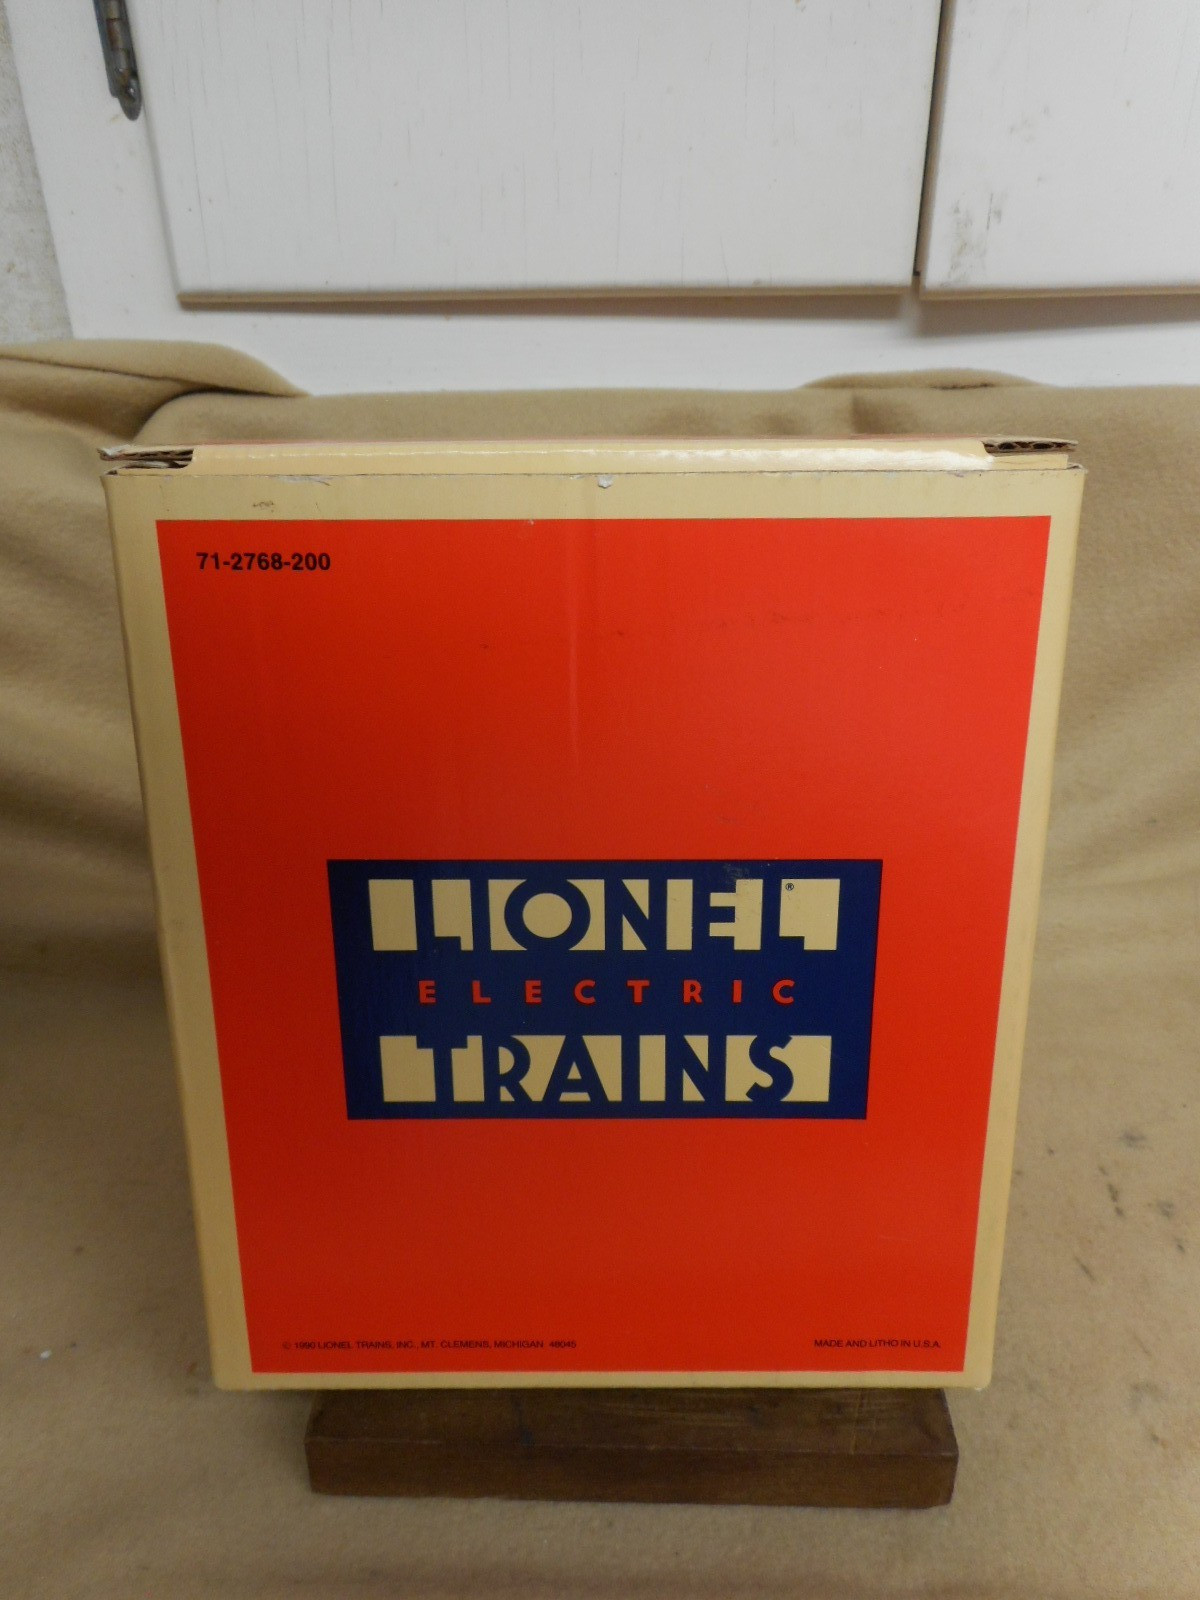 71-2768-200
LIONEL®
ELECTRIC
TRAINS
© 1990 LIONEL TRAINS, INC. MT. CLEMENS, MICHIGAN 48045
MADE AND LITHO IN U.S.A.